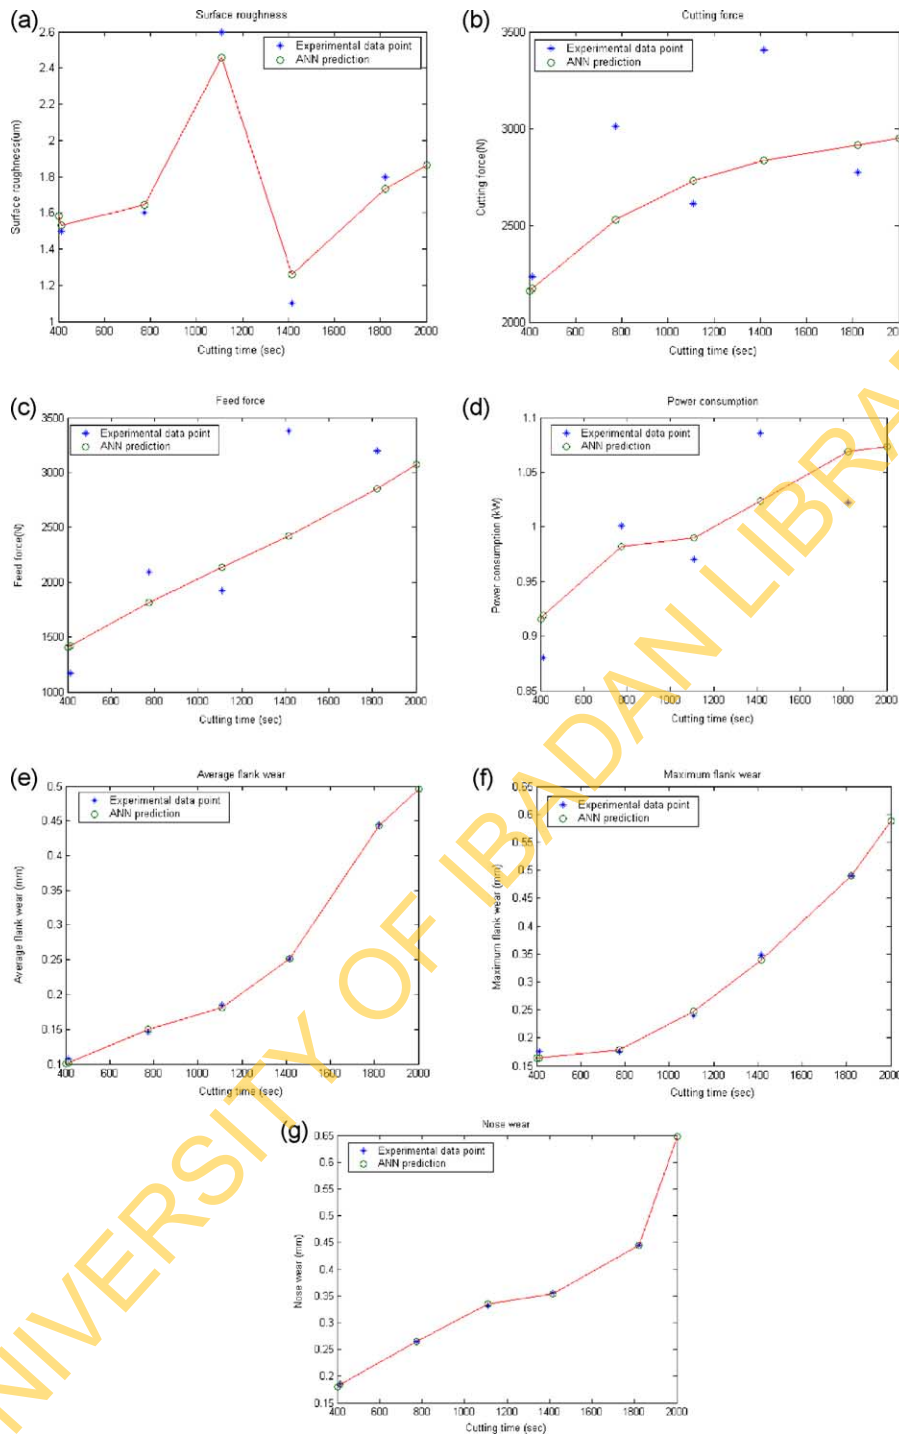 (a)
Surface roughness
2.6
2.4
2.2
2
1.8
1.6
1.4
1.2
1
Surface roughness(um)
Experimental data point
ANN prediction
400 600 800 1000 1200 1400 1600 1800 2000
Cutting time (sec)
(b)
Cutting force
3500
3000
2500
2000
Cutting force(N)
Experimental data point
ANN prediction
400 600 800 1000 1200 1400 1600 1800 2000
Cutting time (sec)
(c)
Feed force
3500
3000
2500
2000
1500
1000
Feed force(N)
Experimental data point
ANN prediction
400 600 800 1000 1200 1400 1600 1800 2000
Cutting time (sec)
(d)
Power consumption
1.1
1.05
1
0.95
0.9
0.85
Power consumption (kW)
Experimental data point
ANN prediction
400 600 800 1000 1200 1400 1600 1800 2000
Cutting time (sec)
(e)
Average flank wear
0.5
0.45
0.4
0.35
0.3
0.25
0.2
0.15
0.1
Average flank wear (mm)
Experimental data point
ANN prediction
400 600 800 1000 1200 1400 1600 1800 2000
Cutting time (sec)
(f)
Maximum flank wear
0.65
0.6
0.55
0.5
0.45
0.4
0.35
0.3
0.25
0.2
0.15
Maximum flank wear (mm)
Experimental data point
ANN prediction
400 600 800 1000 1200 1400 1600 1800 2000
Cutting time (sec)
(g)
Nose wear
0.65
0.6
0.55
0.5
0.45
0.4
0.35
0.3
0.25
0.2
0.15
Nose wear (mm)
Experimental data point
ANN prediction
400 600 800 1000 1200 1400 1600 1800 2000
Cutting time (sec)
UNIVERSITY OF IBADAN LIBRA